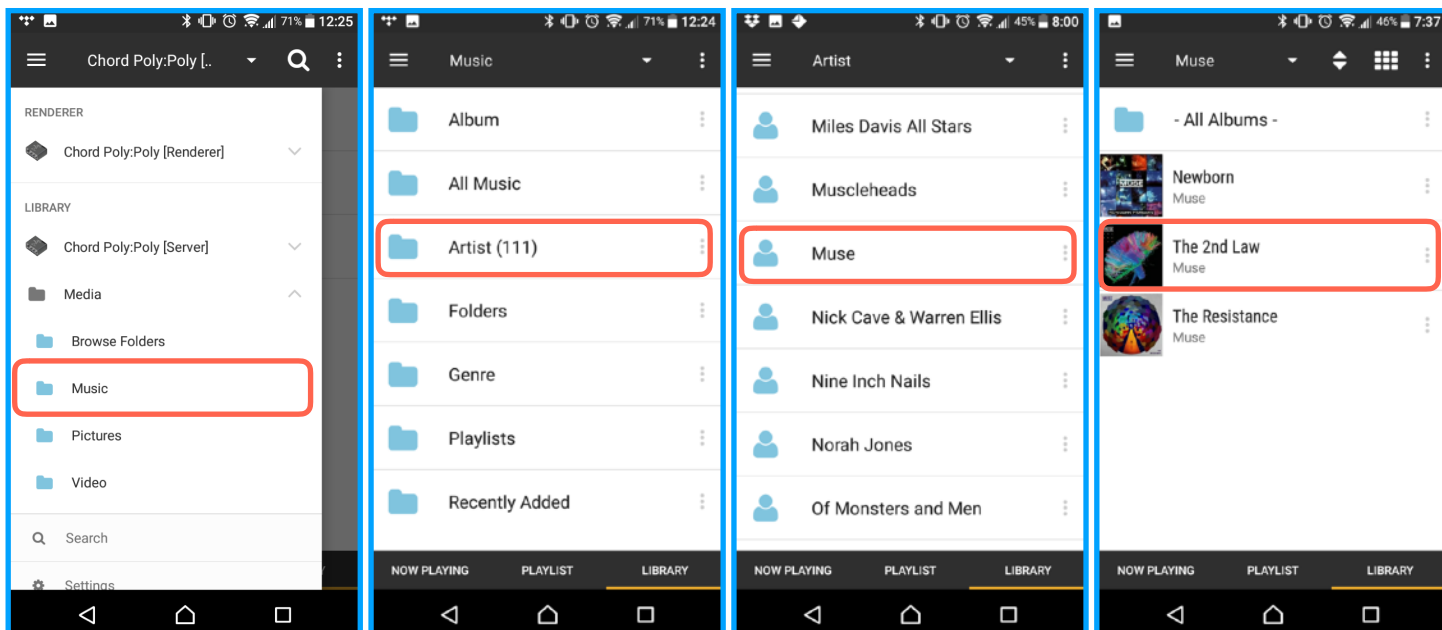 71% 12:25
Chord Poly:Poly [..
RENDERER
Chord Poly:Poly [Renderer]
LIBRARY
Chord Poly:Poly [Server]
Media
Browse Folders
Music
Pictures
Video
Search
Settings
71% 12:24
Music
Album
All Music
Artist (111)
Folders
Genre
Playlists
Recently Added
NOW PLAYING PLAYLIST LIBRARY
45% 8:00
Artist
Miles Davis All Stars
Muscleheads
Muse
Nick Cave & Warren Ellis
Nine Inch Nails
Norah Jones
Of Monsters and Men
NOW PLAYING PLAYLIST LIBRARY
46% 7:37
Muse
- All Albums -
Newborn
Muse
The 2nd Law
Muse
The Resistance
Muse
NOW PLAYING PLAYLIST LIBRARY